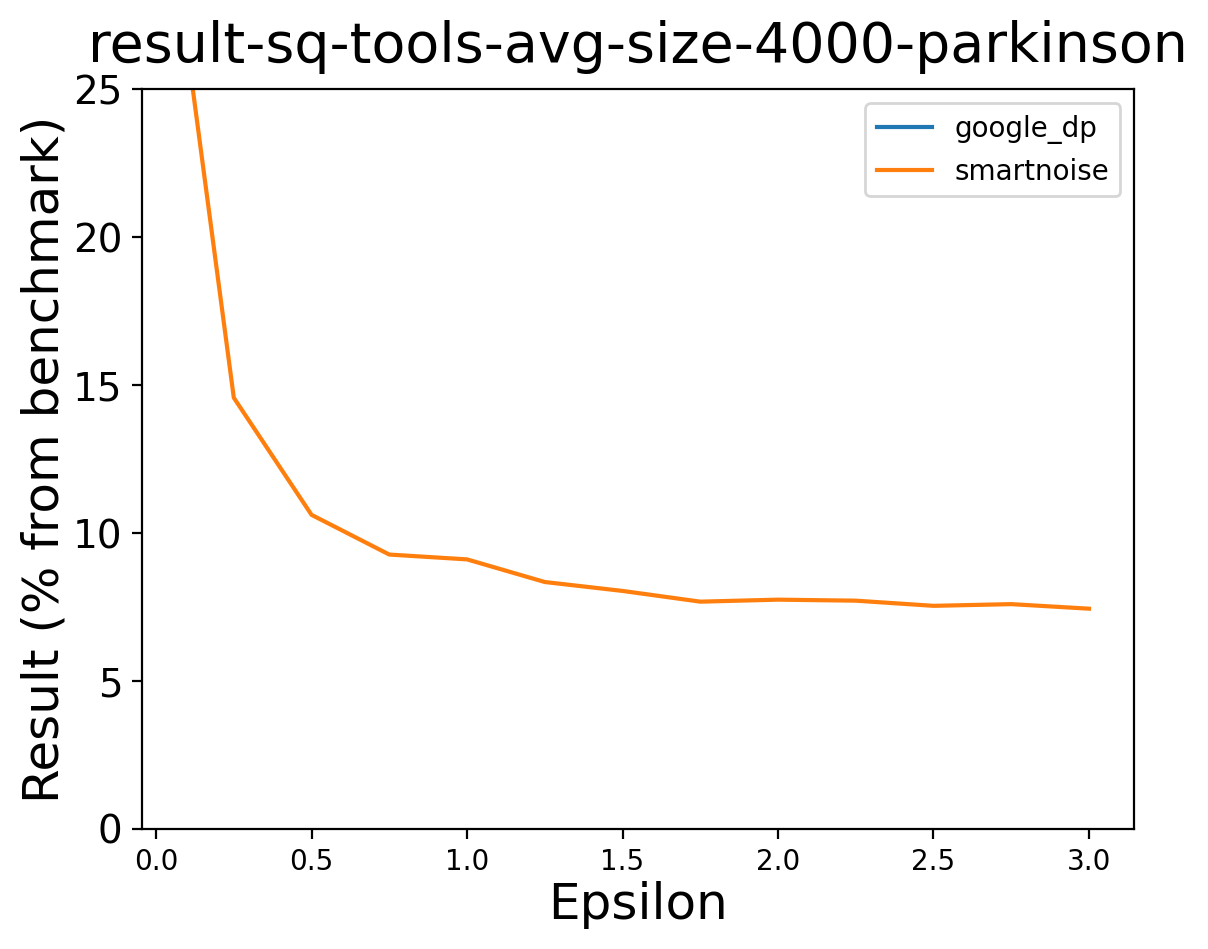 result-sq-tools-avg-size-4000-parkinson
25
20
15
10
5
0
Result (% from benchmark)
google_dp
smartnoise
0.0 0.5 1.0 1.5 2.0 2.5 3.0
Epsilon